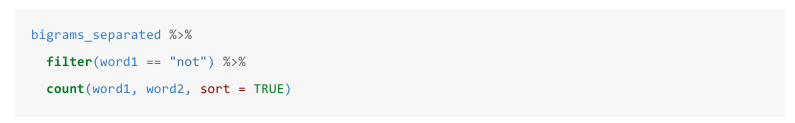 bigrams_separated %>%
  filter(word1 == "not") %>%
  count(word1, word2, sort = TRUE)